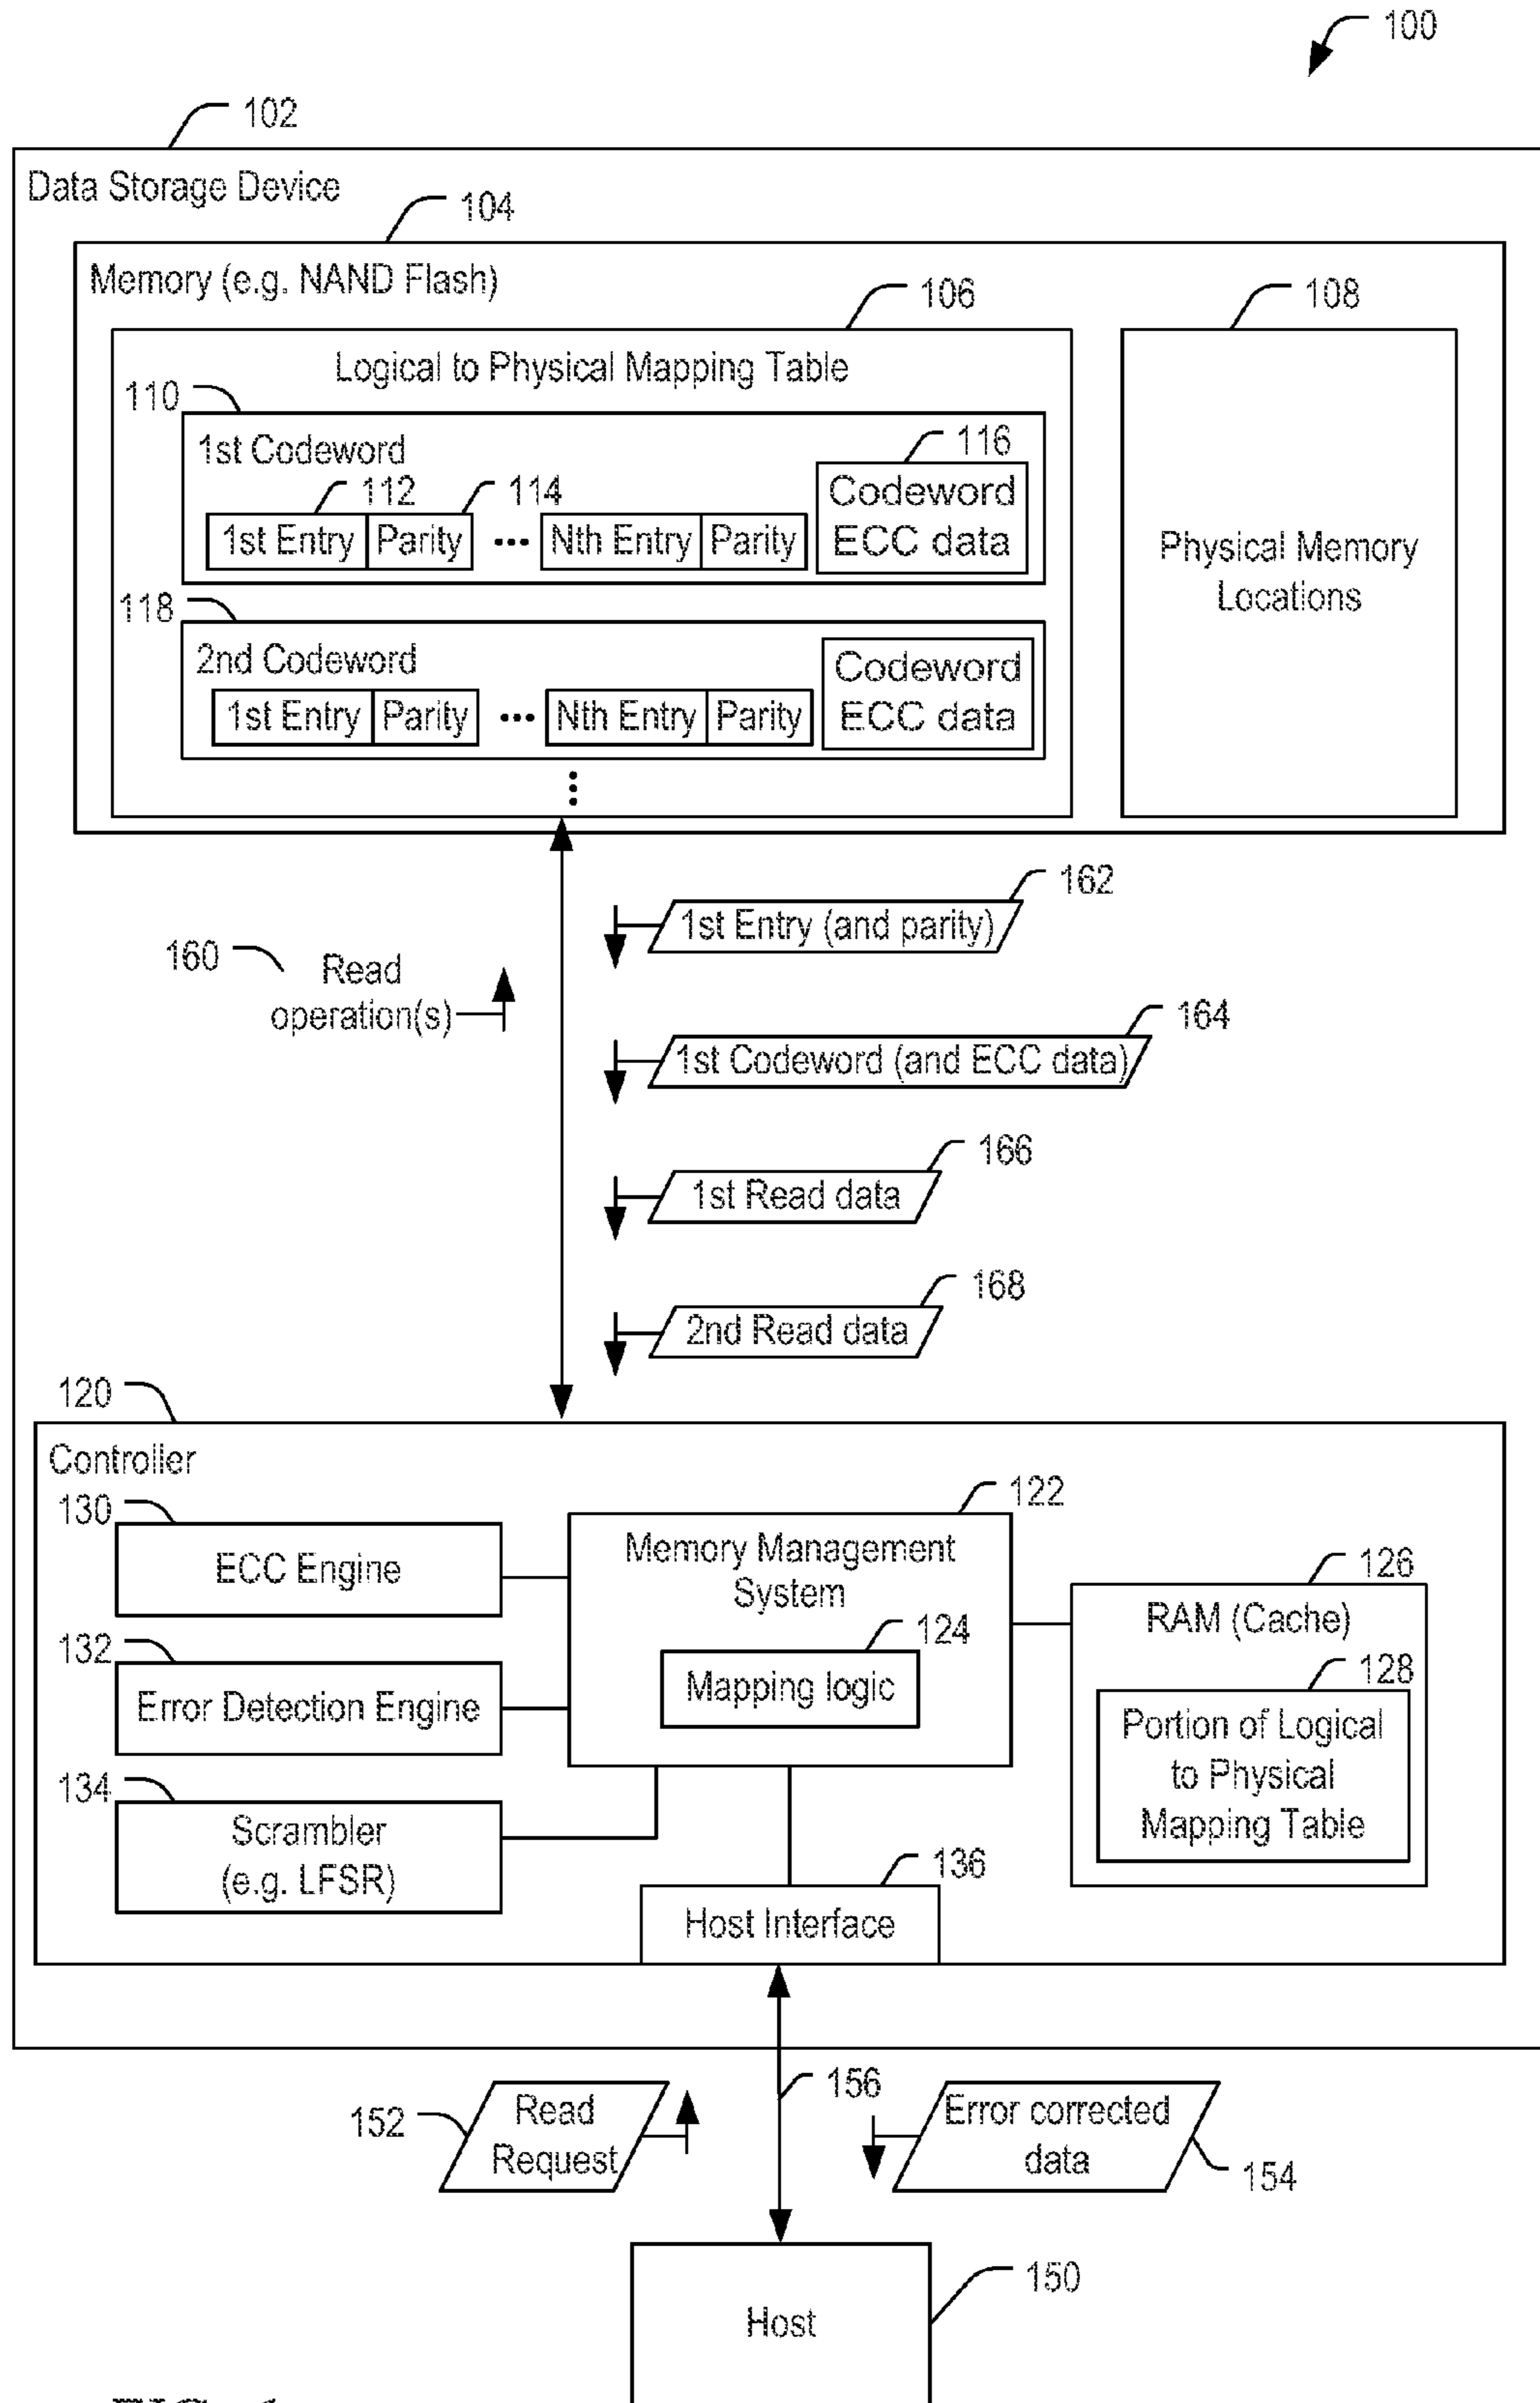 100
102
Data Storage Device
104
Memory (e.g. NAND Flash)
106
108
Logical to Physical Mapping Table
110
1st Codeword
116
112
114
Codeword
ECC data
1st Entry Parity ••• Nth Entry Parity
Physical Memory
Locations
118
2nd Codeword
Codeword
ECC data
1st Entry Parity ••• Nth Entry Parity
162
1st Entry (and parity)
160
Read
operation(s)
164
1st Codeword (and ECC data)
166
1st Read data
168
2nd Read data
120
Controller
130
ECC Engine
122
Memory Management
System
124
Mapping logic
126
RAM (Cache)
128
Portion of Logical
to Physical
Mapping Table
132
Error Detection Engine
134
Scrambler
(e.g. LFSR)
136
Host Interface
156
152
Read
Request
Error corrected
data
154
150
Host